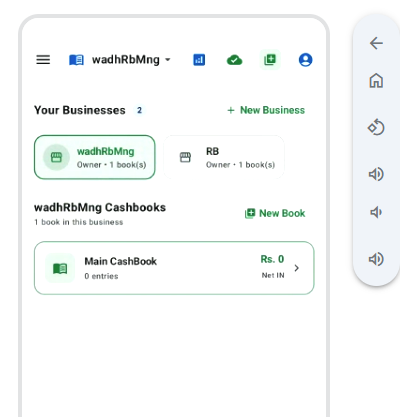 wadhRbMng
Your Businesses 2
+ New Business
wadhRbMng
Owner • 1 book(s)
RB
Owner • 1 book(s)
wadhRbMng Cashbooks
1 book in this business
New Book
Main CashBook
0 entries
Rs. 0
Net IN